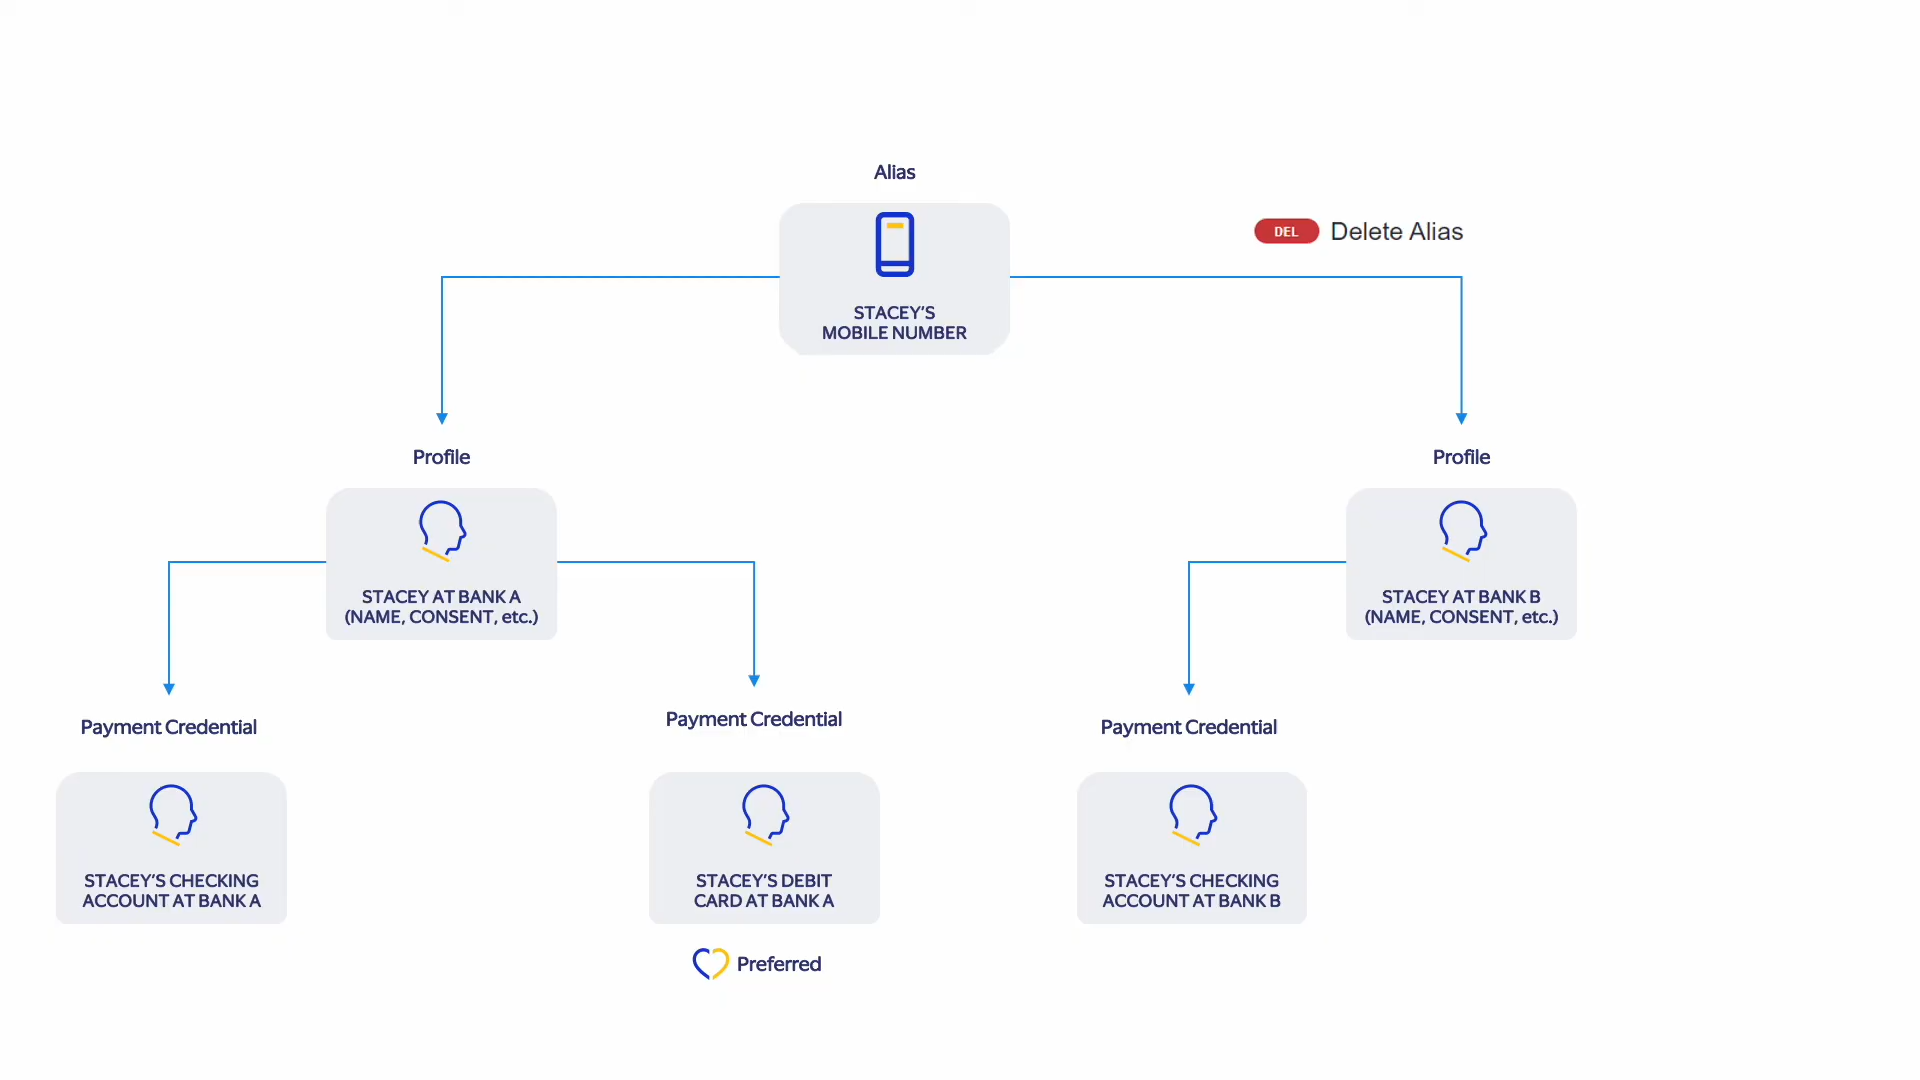 Alias
DEL Delete Alias
STACEY'S
MOBILE NUMBER
Profile
Profile
STACEY AT BANK A
(NAME, CONSENT, etc.)
STACEY AT BANK B
(NAME, CONSENT, etc.)
Payment Credential
Payment Credential
Payment Credential
STACEY'S CHECKING
ACCOUNT AT BANK A
STACEY'S DEBIT
CARD AT BANK A
STACEY'S CHECKING
ACCOUNT AT BANK B
Preferred